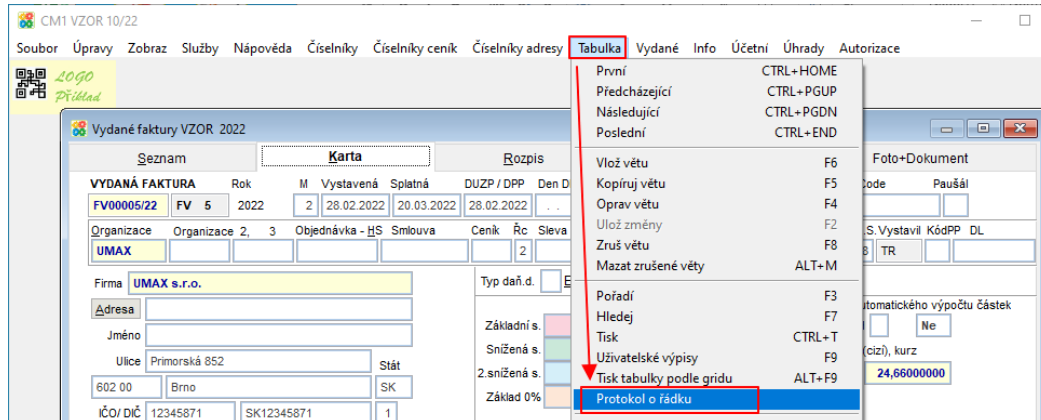 CM1 VZOR 10/22
Soubor Úpravy Zobraz Služby Nápověda Číselníky Číselníky ceník Číselníky adresy Tabulka Vydané Info Účetní Úhrady Autorizace
LOGO
Příklad
První CTRL+HOME
Předcházející CTRL+PGUP
Následující CTRL+PGDN
Poslední CTRL+END
Vlož větu F6
Kopíruj větu F5
Oprav větu F4
Ulož změny F2
Zruš větu F8
Mazat zrušené věty ALT+M
Pořadí F3
Hledej F7
Tisk CTRL+T
Uživatelské výpisy F9
Tisk tabulky podle gridu ALT+F9
Protokol o řádku
Vydané faktury VZOR 2022
Seznam Karta Rozpis Foto+Dokument
VYDANÁ FAKTURA Rok M Vystavená Splatná DUZP / DPP Den D Code Paušál
FV00005/22 FV 5 2022 2 28.02.2022 20.03.2022 28.02.2022 . .
Organizace Organizace 2, 3 Objednávka - HS Smlouva Ceník Řc Sleva .S. Vystavil KódPP DL
UMAX 2 8 TR
Firma UMAX s.r.o. Typ daň.d. E
Adresa utomatického výpočtu částek
Jméno Základní s. Ne
Ulice Primorská 852 Stát Snížená s. (cizí), kurz
602 00 Brno SK 2.snížená s. 24,66000000
IČO/ DIČ 12345871 SK12345871 1 Základ 0%